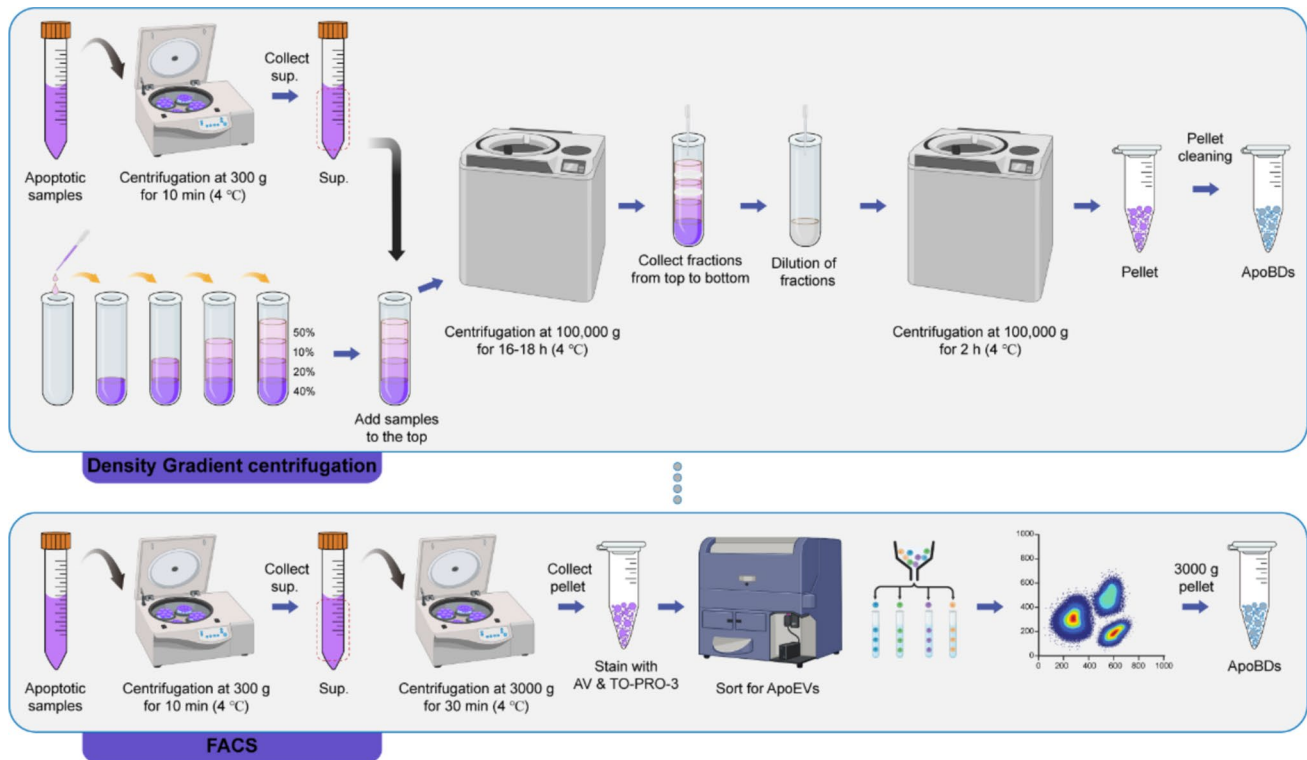 Apoptotic
samples
Centrifugation at 300 g
for 10 min (4 ℃)
Collect
sup.
Sup.
50%
10%
20%
40%
Add samples
to the top
Centrifugation at 100,000 g
for 16-18 h (4 ℃)
Collect fractions
from top to bottom
Dilution of
fractions
Centrifugation at 100,000 g
for 2 h (4 ℃)
Pellet
Pellet
cleaning
ApoBDs
Density Gradient centrifugation
Apoptotic
samples
Centrifugation at 300 g
for 10 min (4 ℃)
Collect
sup.
Sup.
Centrifugation at 3000 g
for 30 min (4 ℃)
Collect
pellet
Stain with
AV & TO-PRO-3
Sort for ApoEVs
1000
800
600
400
200
0
0 200 400 600 800 1000
3000 g
pellet
ApoBDs
FACS